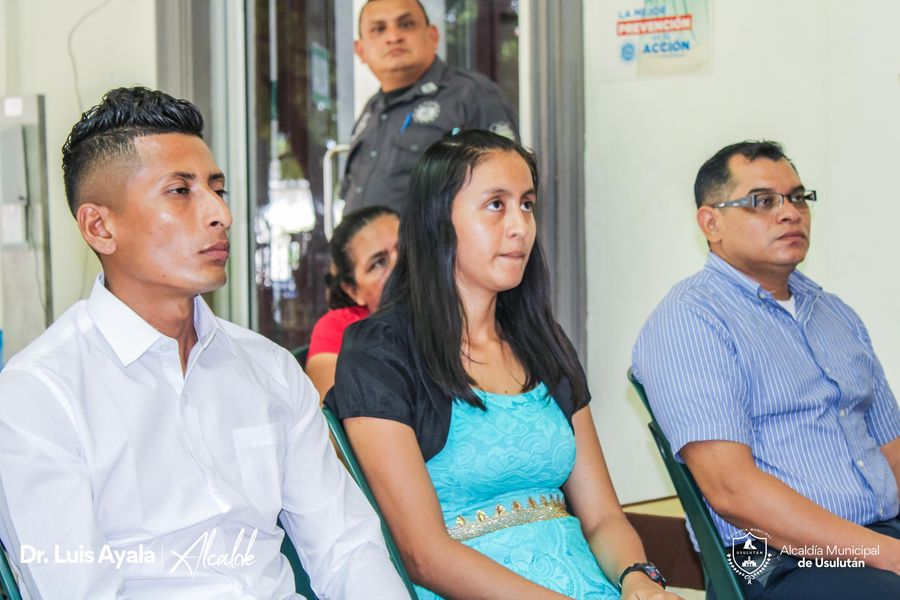 LA MEJOR
PREVENCIÓN
ACCIÓN
Dr. Luis Ayala | Alcalde
Alcaldía Municipal
de Usulután